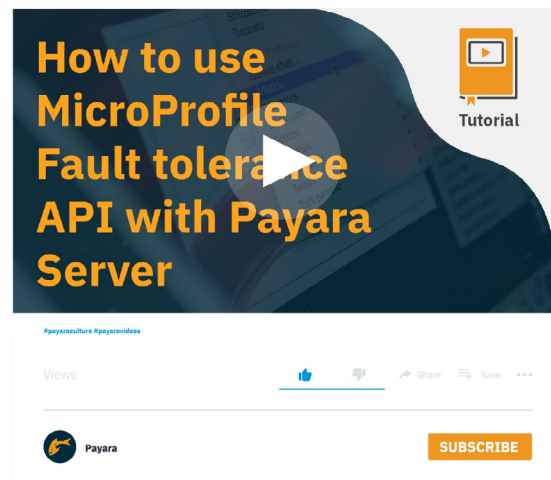 How to use
MicroProfile
Fault tolerance
API with Payara
Server
Tutorial
#payaraculture #payaravideos
Views
Share
Save
Payara
SUBSCRIBE